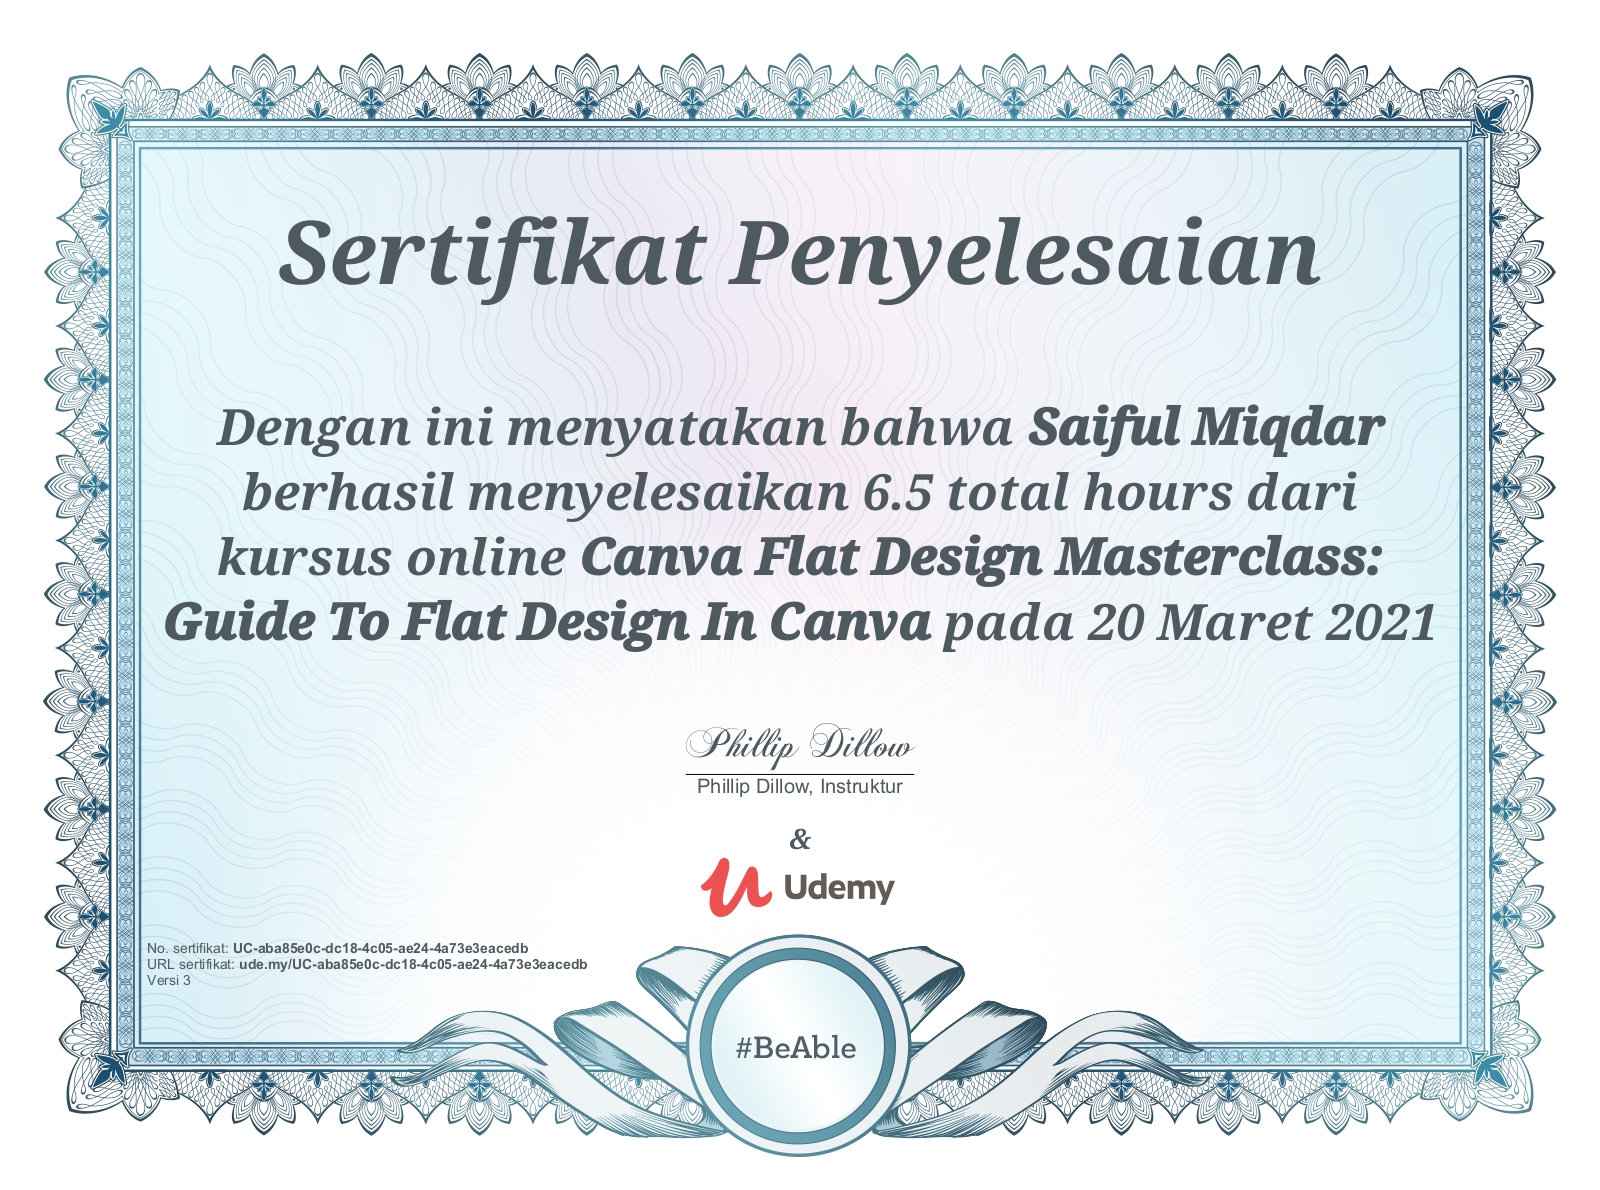 Sertifikat Penyelesaian
Dengan ini menyatakan bahwa Saiful Miqdar
berhasil menyelesaikan 6.5 total hours dari
kursus online Canva Flat Design Masterclass:
Guide To Flat Design In Canva pada 20 Maret 2021
Phillip Dillow
Phillip Dillow, Instruktur
&
Udemy
No. sertifikat: UC-aba85e0c-dc18-4c05-ae24-4a73e3eacedb
URL sertifikat: ude.my/UC-aba85e0c-dc18-4c05-ae24-4a73e3eacedb
Versi 3
#BeAble